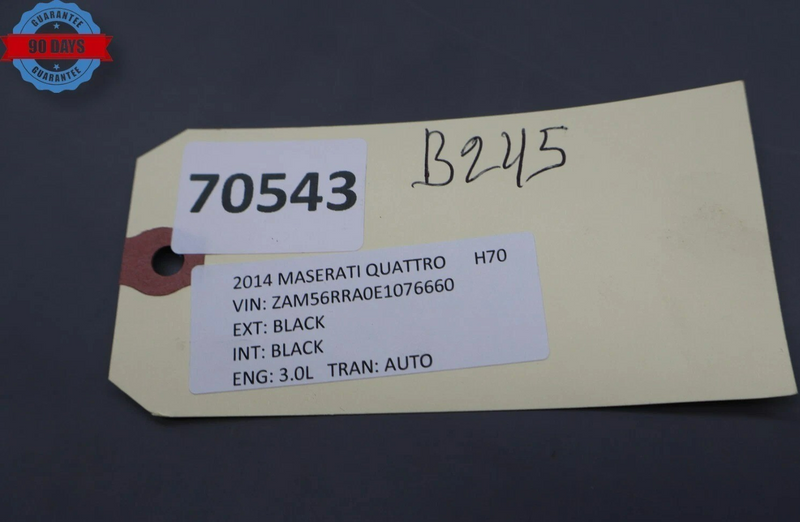 GUARANTEE
90 DAYS
GUARANTEE
B245
70543
2014 MASERATI QUATTRO H70
VIN: ZAM56RRA0E1076660
EXT: BLACK
INT: BLACK
ENG: 3.0L TRAN: AUTO